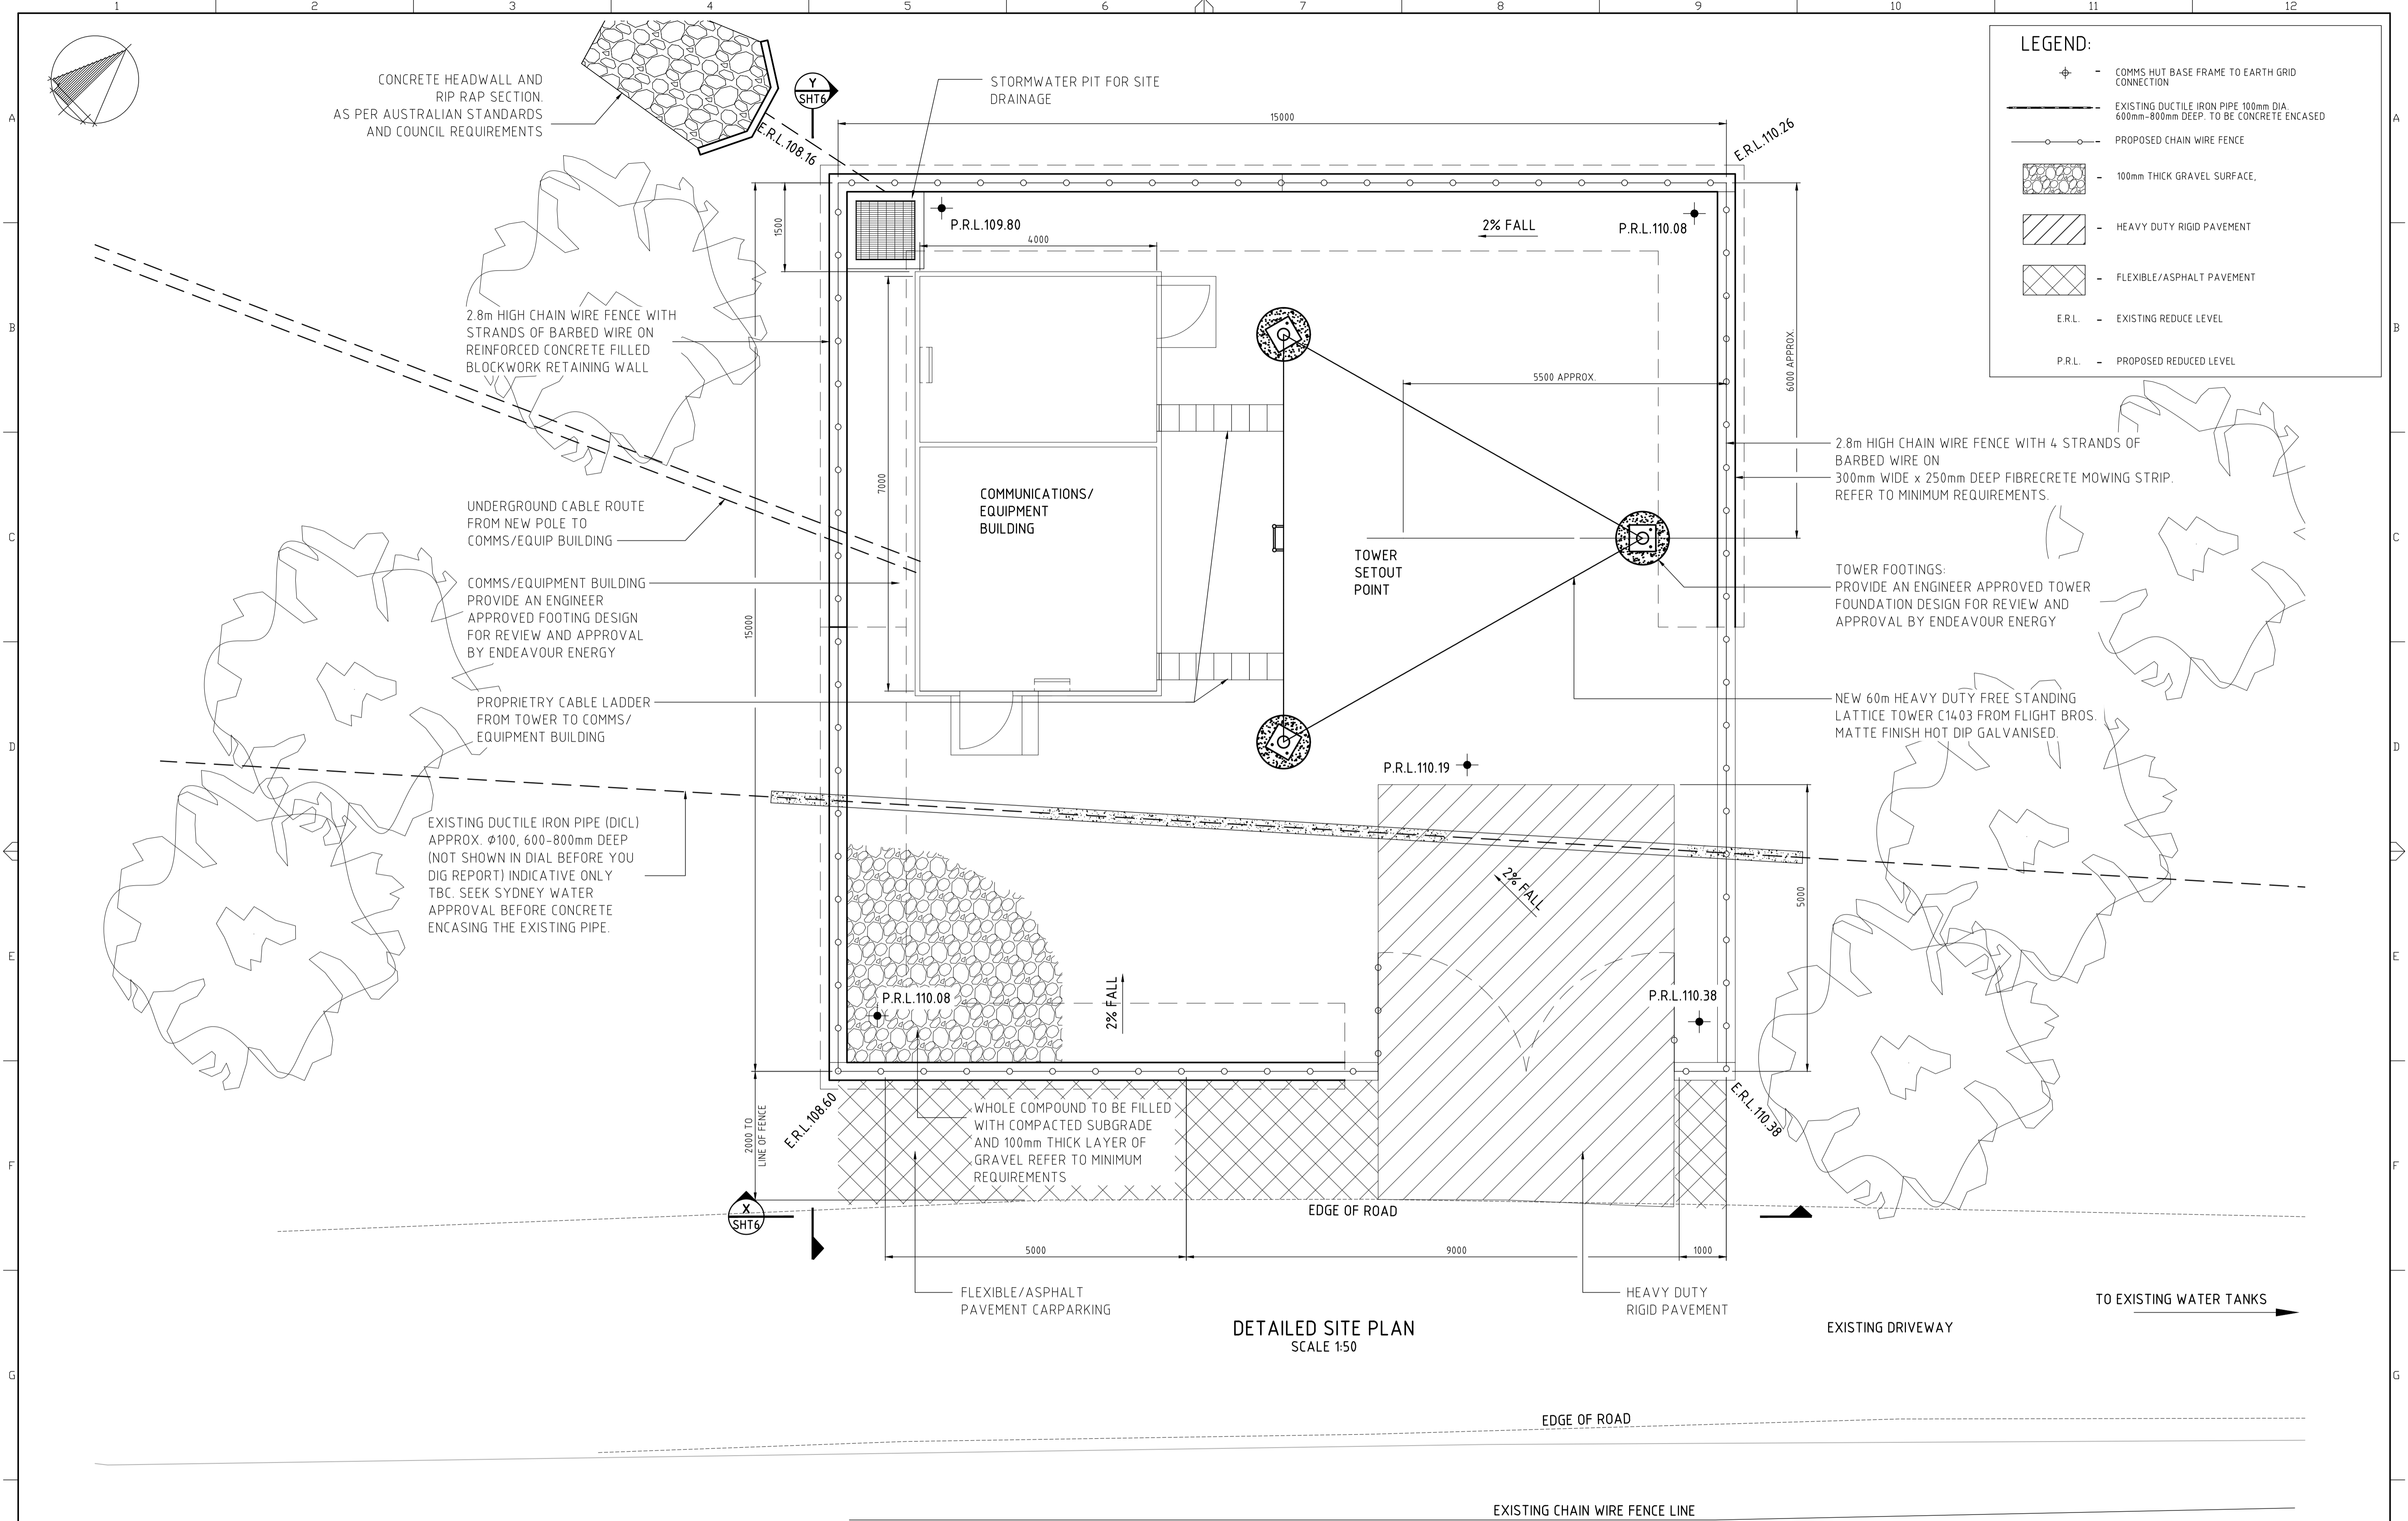 1 2 3 4 5 6 7 8 9 10 11 12
A
B
C
D
E
F
G
A
B
C
D
E
F
G
LEGEND:
- COMMS HUT BASE FRAME TO EARTH GRID
CONNECTION
- EXISTING DUCTILE IRON PIPE 100mm DIA.
600mm-800mm DEEP. TO BE CONCRETE ENCASED
- PROPOSED CHAIN WIRE FENCE
- 100mm THICK GRAVEL SURFACE,
- HEAVY DUTY RIGID PAVEMENT
- FLEXIBLE/ASPHALT PAVEMENT
E.R.L. - EXISTING REDUCE LEVEL
P.R.L. - PROPOSED REDUCED LEVEL
CONCRETE HEADWALL AND
RIP RAP SECTION.
AS PER AUSTRALIAN STANDARDS
AND COUNCIL REQUIREMENTS
Y
SHT6
E.R.L.108.16
STORMWATER PIT FOR SITE
DRAINAGE
15000
E.R.L.110.26
1500
P.R.L.109.80
4000
2% FALL
P.R.L.110.08
2.8m HIGH CHAIN WIRE FENCE WITH
STRANDS OF BARBED WIRE ON
REINFORCED CONCRETE FILLED
BLOCKWORK RETAINING WALL
5500 APPROX.
6000 APPROX.
2.8m HIGH CHAIN WIRE FENCE WITH 4 STRANDS OF
BARBED WIRE ON
300mm WIDE x 250mm DEEP FIBRECRETE MOWING STRIP.
REFER TO MINIMUM REQUIREMENTS.
7000
COMMUNICATIONS/
EQUIPMENT
BUILDING
UNDERGROUND CABLE ROUTE
FROM NEW POLE TO
COMMS/EQUIP BUILDING
TOWER
SETOUT
POINT
TOWER FOOTINGS:
PROVIDE AN ENGINEER APPROVED TOWER
FOUNDATION DESIGN FOR REVIEW AND
APPROVAL BY ENDEAVOUR ENERGY
COMMS/EQUIPMENT BUILDING
PROVIDE AN ENGINEER
APPROVED FOOTING DESIGN
FOR REVIEW AND APPROVAL
BY ENDEAVOUR ENERGY
15000
PROPRIETRY CABLE LADDER
FROM TOWER TO COMMS/
EQUIPMENT BUILDING
NEW 60m HEAVY DUTY FREE STANDING
LATTICE TOWER C1403 FROM FLIGHT BROS.
MATTE FINISH HOT DIP GALVANISED.
P.R.L.110.19
EXISTING DUCTILE IRON PIPE (DICL)
APPROX. Ø100, 600-800mm DEEP
(NOT SHOWN IN DIAL BEFORE YOU
DIG REPORT) INDICATIVE ONLY
TBC. SEEK SYDNEY WATER
APPROVAL BEFORE CONCRETE
ENCASING THE EXISTING PIPE.
2% FALL
5000
P.R.L.110.08
2% FALL
P.R.L.110.38
E.R.L.108.60
2000 TO
LINE OF FENCE
WHOLE COMPOUND TO BE FILLED
WITH COMPACTED SUBGRADE
AND 100mm THICK LAYER OF
GRAVEL REFER TO MINIMUM
REQUIREMENTS
E.R.L.110.38
X
SHT6
EDGE OF ROAD
5000
9000
1000
FLEXIBLE/ASPHALT
PAVEMENT CARPARKING
HEAVY DUTY
RIGID PAVEMENT
DETAILED SITE PLAN
SCALE 1:50
TO EXISTING WATER TANKS
EXISTING DRIVEWAY
EDGE OF ROAD
EXISTING CHAIN WIRE FENCE LINE